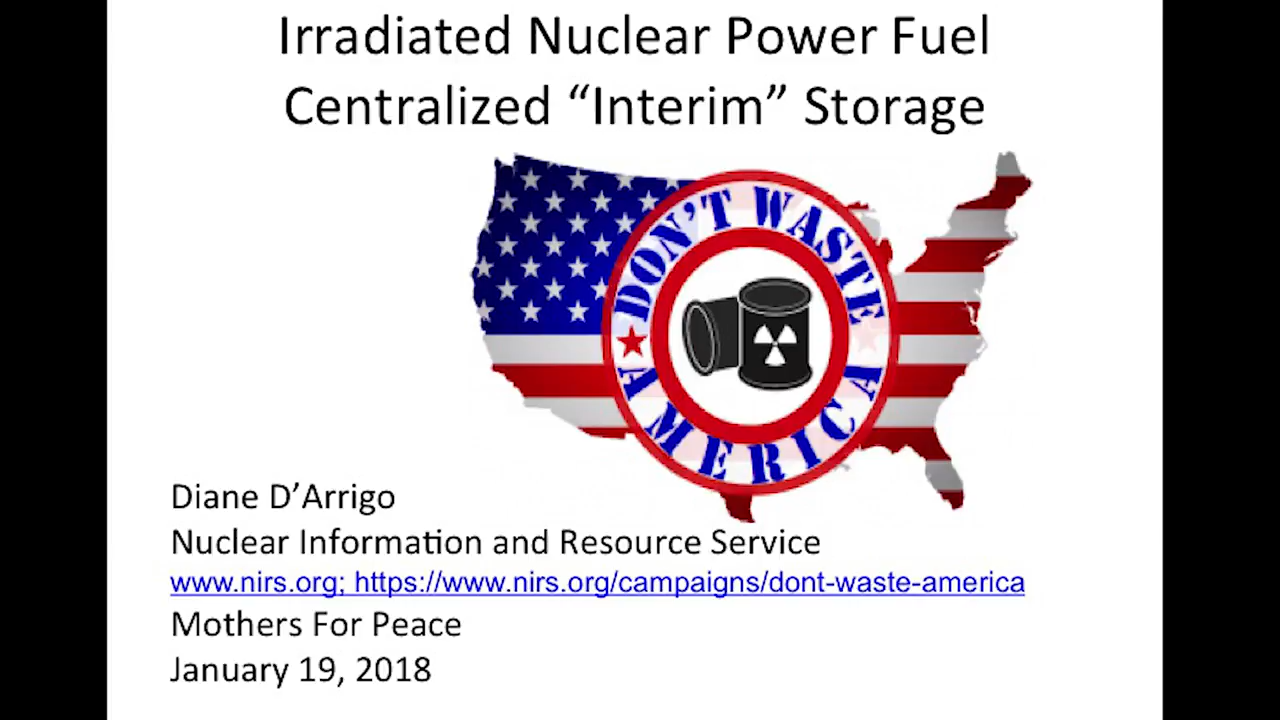 Irradiated Nuclear Power Fuel
Centralized “Interim” Storage
DON'T WASTE
AMERICA
Diane D’Arrigo
Nuclear Information and Resource Service
www.nirs.org; https://www.nirs.org/campaigns/dont-waste-america
Mothers For Peace
January 19, 2018